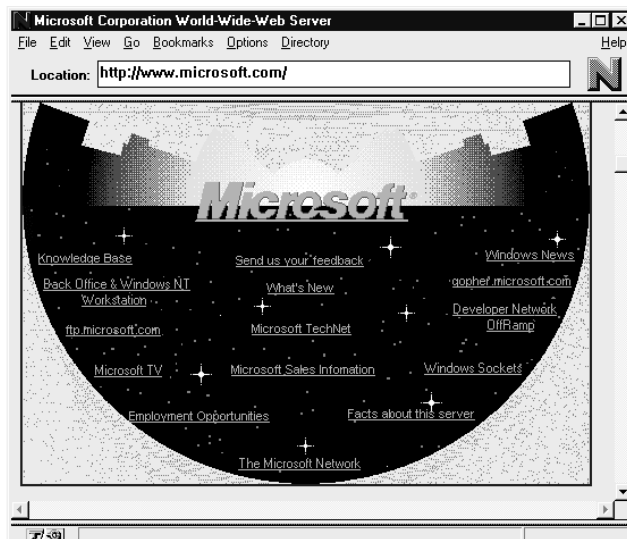 Microsoft Corporation World-Wide-Web Server
File Edit View Go Bookmarks Options Directory Help
Location: http://www.microsoft.com/
N
Microsoft
Knowledge Base
Send us your feedback
Windows News
Back Office & Windows NT
Workstation
What's New
gopher.microsoft.com
Developer Network
OffRamp
ftp.microsoft.com
Microsoft TechNet
Microsoft TV
Microsoft Sales Infomation
Windows Sockets
Employment Opportunities
Facts about this server
The Microsoft Network